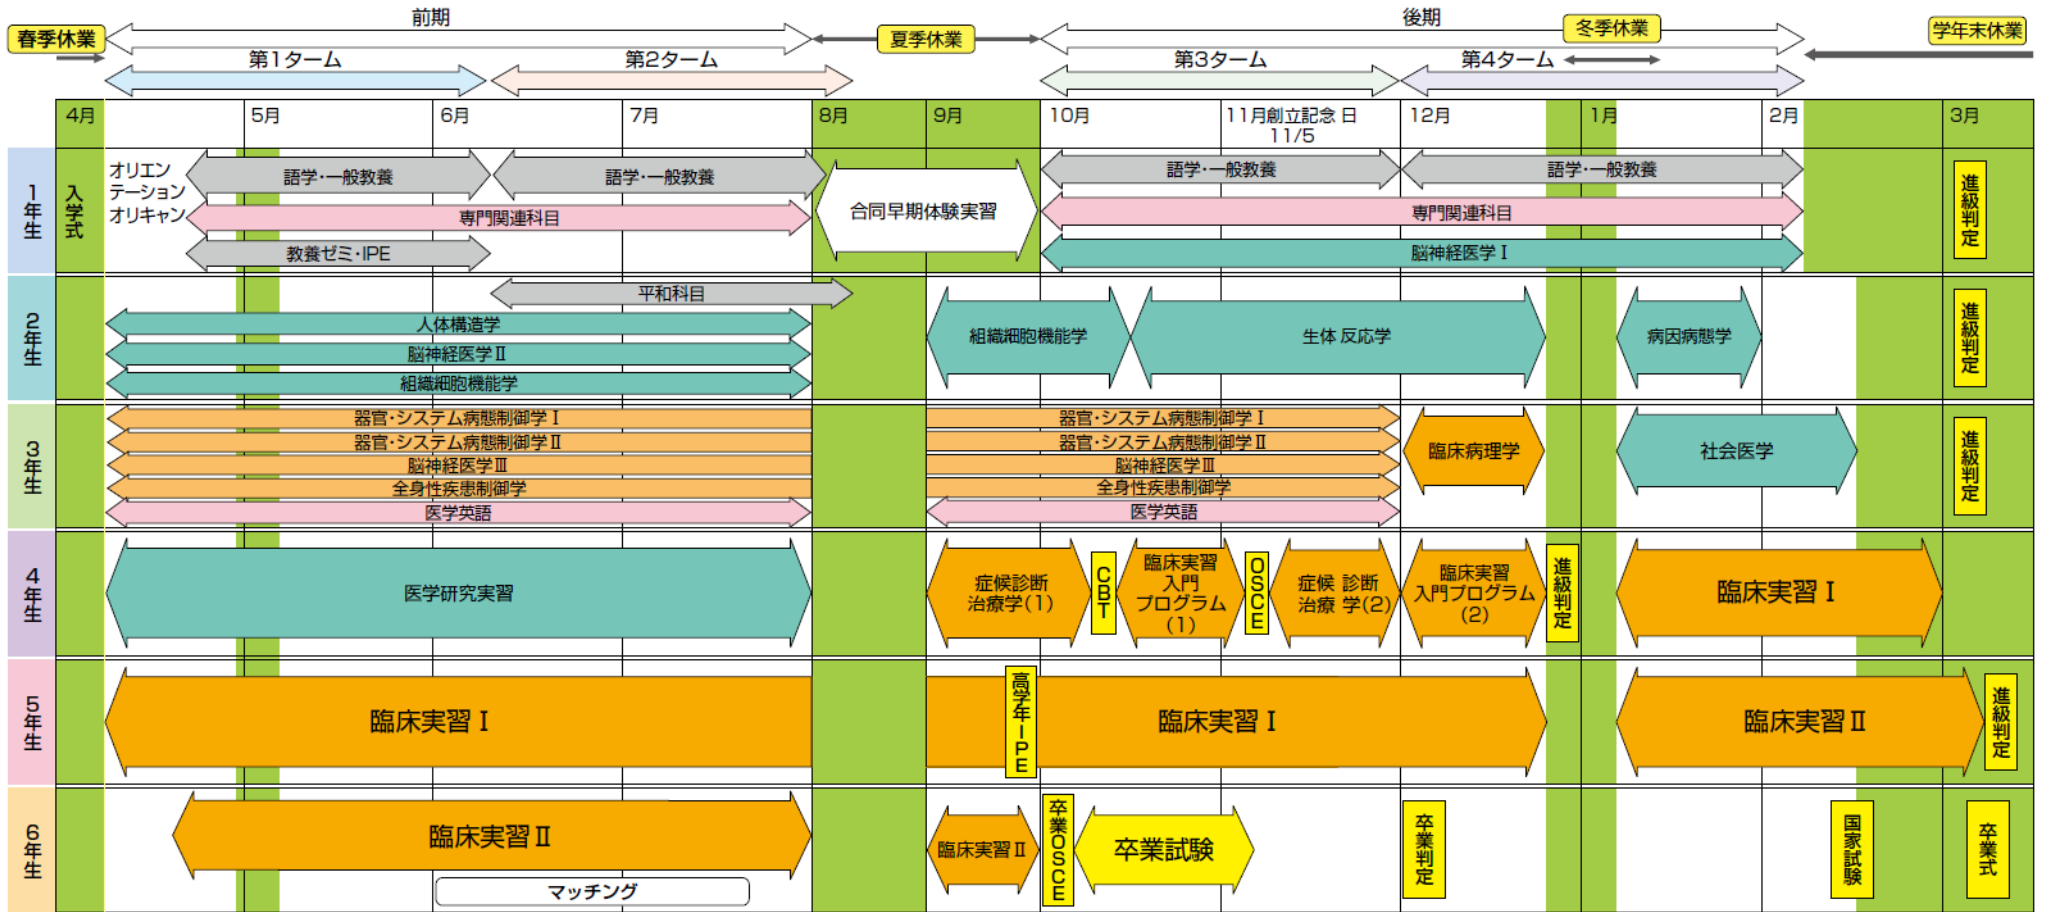 前期
後期
春季休業
夏季休業
冬季休業
学年末休業
第1ターム
第2ターム
第3ターム
第4ターム
4月
5月
6月
7月
8月
9月
10月
11月創立記念 日
11/5
12月
1月
2月
3月
1年生
入学式
オリエン
テーション
オリキャン
語学・一般教養
語学・一般教養
専門関連科目
教養ゼミ・IPE
合同早期体験実習
語学・一般教養
語学・一般教養
専門関連科目
脳神経医学Ⅰ
進級判定
2年生
平和科目
人体構造学
脳神経医学Ⅱ
組織細胞機能学
組織細胞機能学
生体 反応学
病因病態学
進級判定
3年生
器官・システム病態制御学Ⅰ
器官・システム病態制御学Ⅱ
脳神経医学Ⅲ
全身性疾患制御学
医学英語
器官・システム病態制御学Ⅰ
器官・システム病態制御学Ⅱ
脳神経医学Ⅲ
全身性疾患制御学
医学英語
臨床病理学
社会医学
進級判定
4年生
医学研究実習
症候診断
治療学(1)
CBT
臨床実習
入門
プログラム
(1)
OSCE
症候 診断
治療 学(2)
臨床実習
入門プログラム
(2)
進級判定
臨床実習Ⅰ
5年生
臨床実習Ⅰ
高学年IPE
臨床実習Ⅰ
臨床実習Ⅱ
進級判定
6年生
臨床実習Ⅱ
マッチング
臨床実習Ⅱ
卒業OSCE
卒業試験
卒業判定
国家試験
卒業式